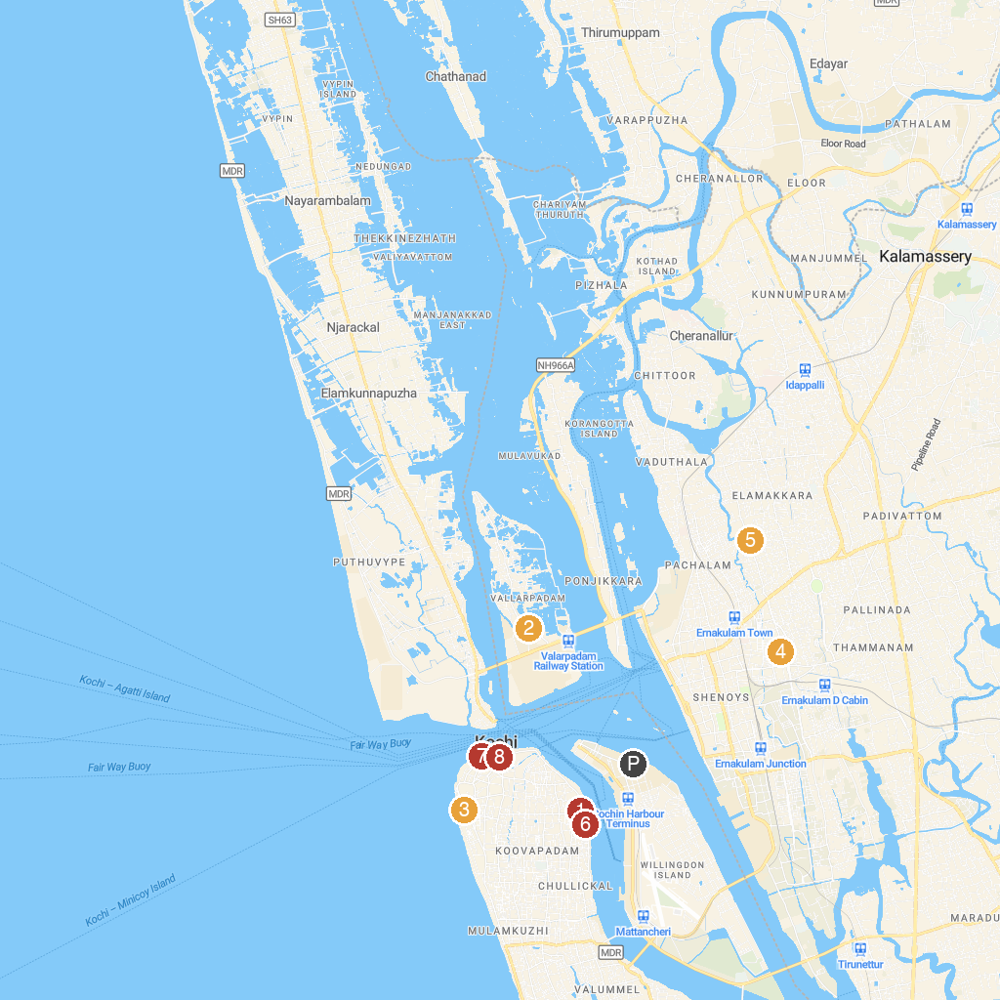 MDR
SH63
Thirumuppam
Edayar
Chathanad
VYPIN
ISLAND
VYPIN
VARAPPUZHA
PATHALAM
Eloor Road
NEDUNGAD
MDR
CHERANALLOR
ELOOR
Nayarambalam
CHARIYAM
THURUTH
Kalamassery
THEKKINEZHATH
VALIYAVATTOM
KOTHAD
ISLAND
MANJUMMEL
Kalamassery
PIZHALA
KUNNUMPURAM
MANJANAKKAD
EAST
Njarackal
Cheranallur
NH966A
CHITTOOR
Idappalli
Elamkunnapuzha
KORANGOTTA
ISLAND
Pipeline Road
MULAVUKAD
VADUTHALA
MDR
ELAMAKKARA
PADIVATTOM
5
PUTHUVYPE
PACHALAM
PONJIKKARA
VALLARPADAM
PALLINADA
2
Ernakulam Town
THAMMANAM
4
Valarpadam
Railway Station
Kochi – Agatti Island
SHENOYS
Ernakulam D Cabin
Kochi
Fair Way Buoy
7
8
P
Fair Way Buoy
Ernakulam Junction
3
1
Cochin Harbour
Terminus
6
KOOVAPADAM
WILLINGDON
ISLAND
CHULLICKAL
Kochi – Minicoy Island
MULAMKUZHI
Mattancheri
MARADU
MDR
Tirunettur
VALUMMEL